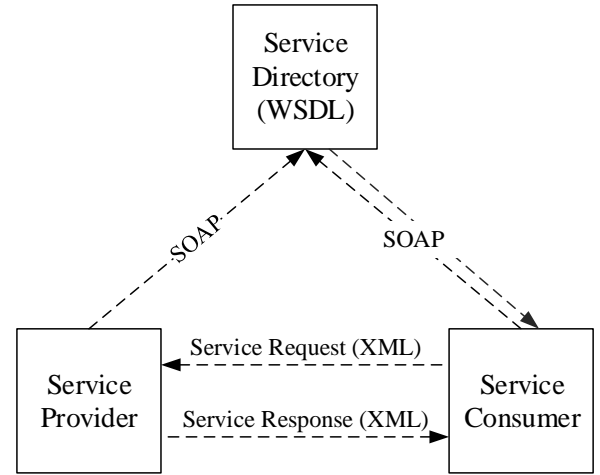 Service
Directory
(WSDL)
SOAP
SOAP
Service Request (XML)
Service
Provider
Service Response (XML)
Service
Consumer